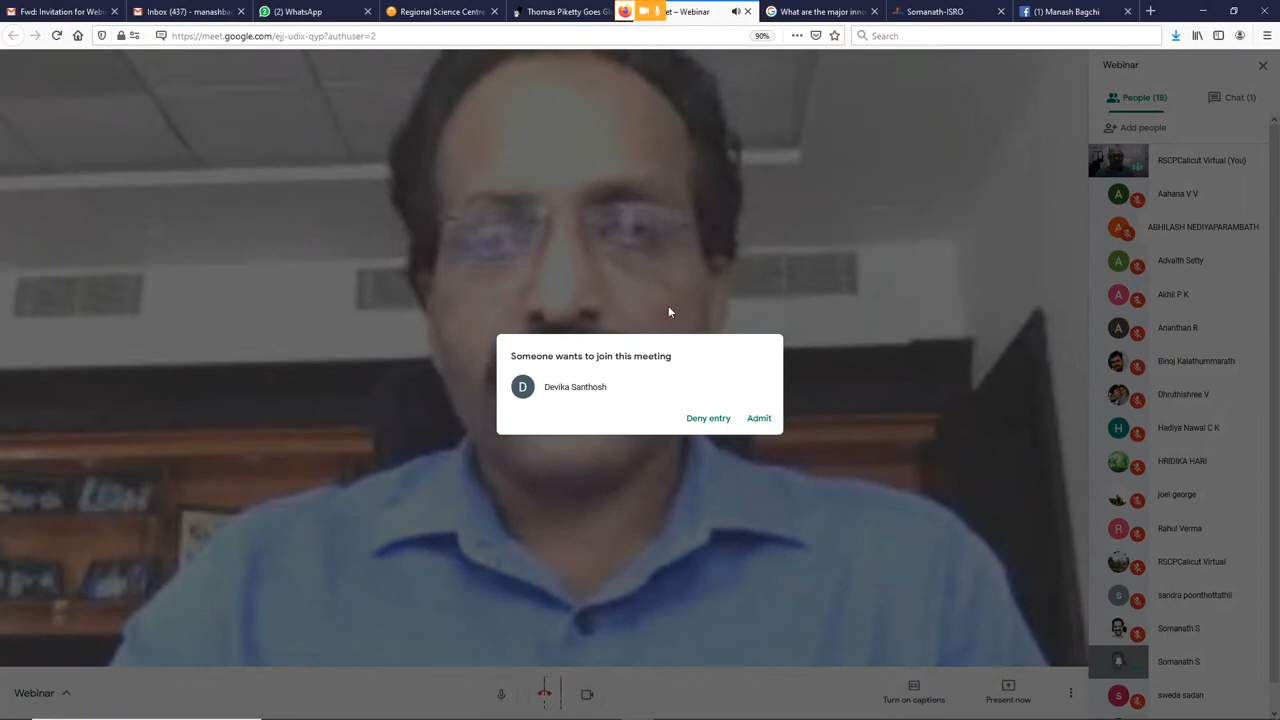 Fwd: Invitation for Webi
Inbox (437) - manashbag
(2) WhatsApp
Regional Science Centre
Thomas Piketty Goes Gl
et – Webinar
What are the major inno
Somanath-ISRO
(1) Manash Bagchi
https://meet.google.com/ejj-udix-qyp?authuser=2
90%
Search
Webinar
People (18)
Chat (1)
Add people
RSCPCalicut Virtual (You)
A
Aahana V V
A
ABHILASH NEDIYAPARAMBATH
A
Advaith Setty
A
Akhil P K
A
Ananthan R
Binoj Kalathummarath
Dhruthishree V
H
Hadiya Nawal C K
HRIDIKA HARI
joel george
R
Rahul Verma
RSCPCalicut Virtual
s
sandra poonthottathil
Somanath S
Somanath S
s
sweda sadan
Someone wants to join this meeting
D
Devika Santhosh
Deny entry
Admit
Webinar
Turn on captions
Present now